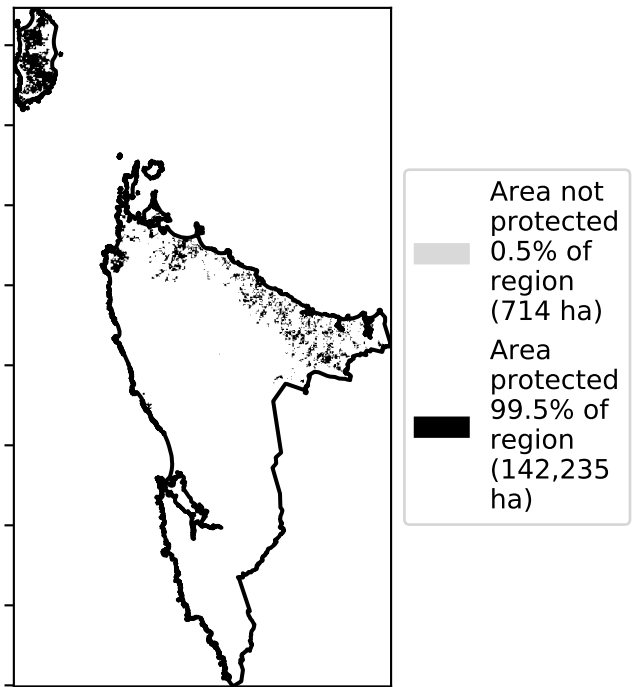 Area not
protected
0.5% of
region
(714 ha)
Area
protected
99.5% of
region
(142,235
ha)